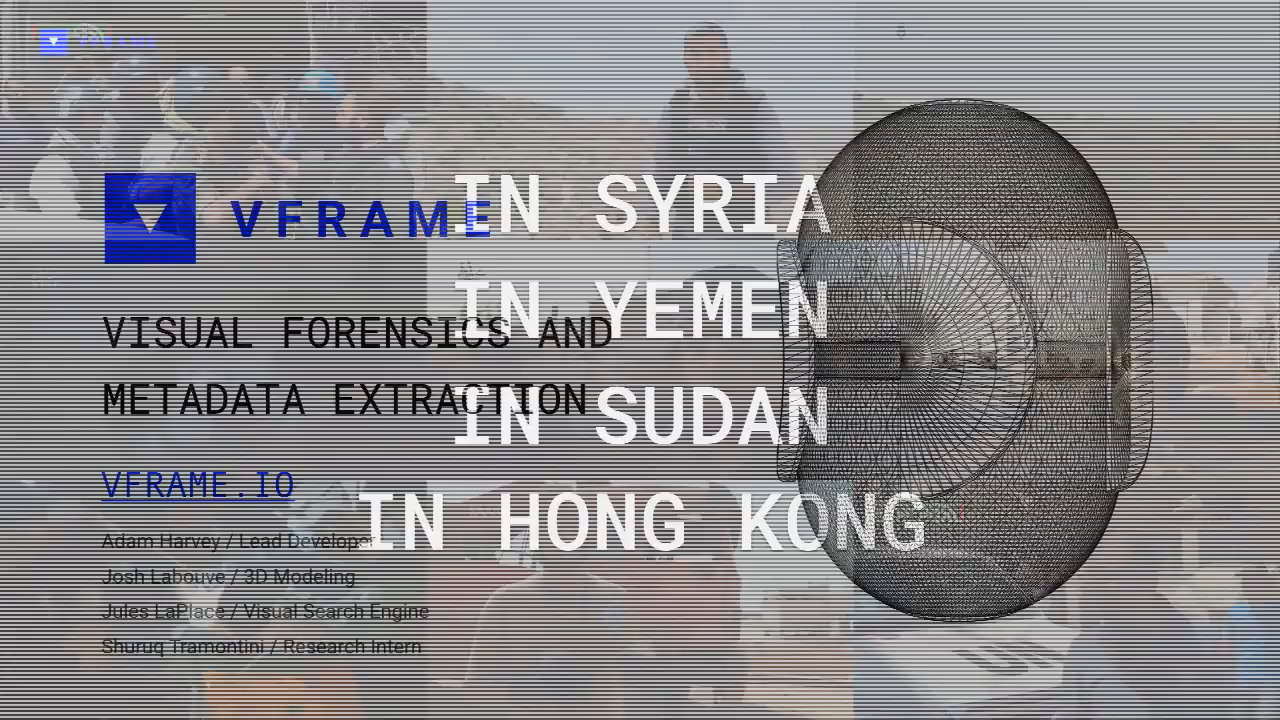 VFRAME
VFRAME
VISUAL FORENSICS AND
METADATA EXTRACTION
VFRAME.IO
Adam Harvey / Lead Developer
Josh Labouve / 3D Modeling
Jules LaPlace / Visual Search Engine
Shuruq Tramontini / Research Intern
IN SYRIA
IN YEMEN
IN SUDAN
IN HONG KONG